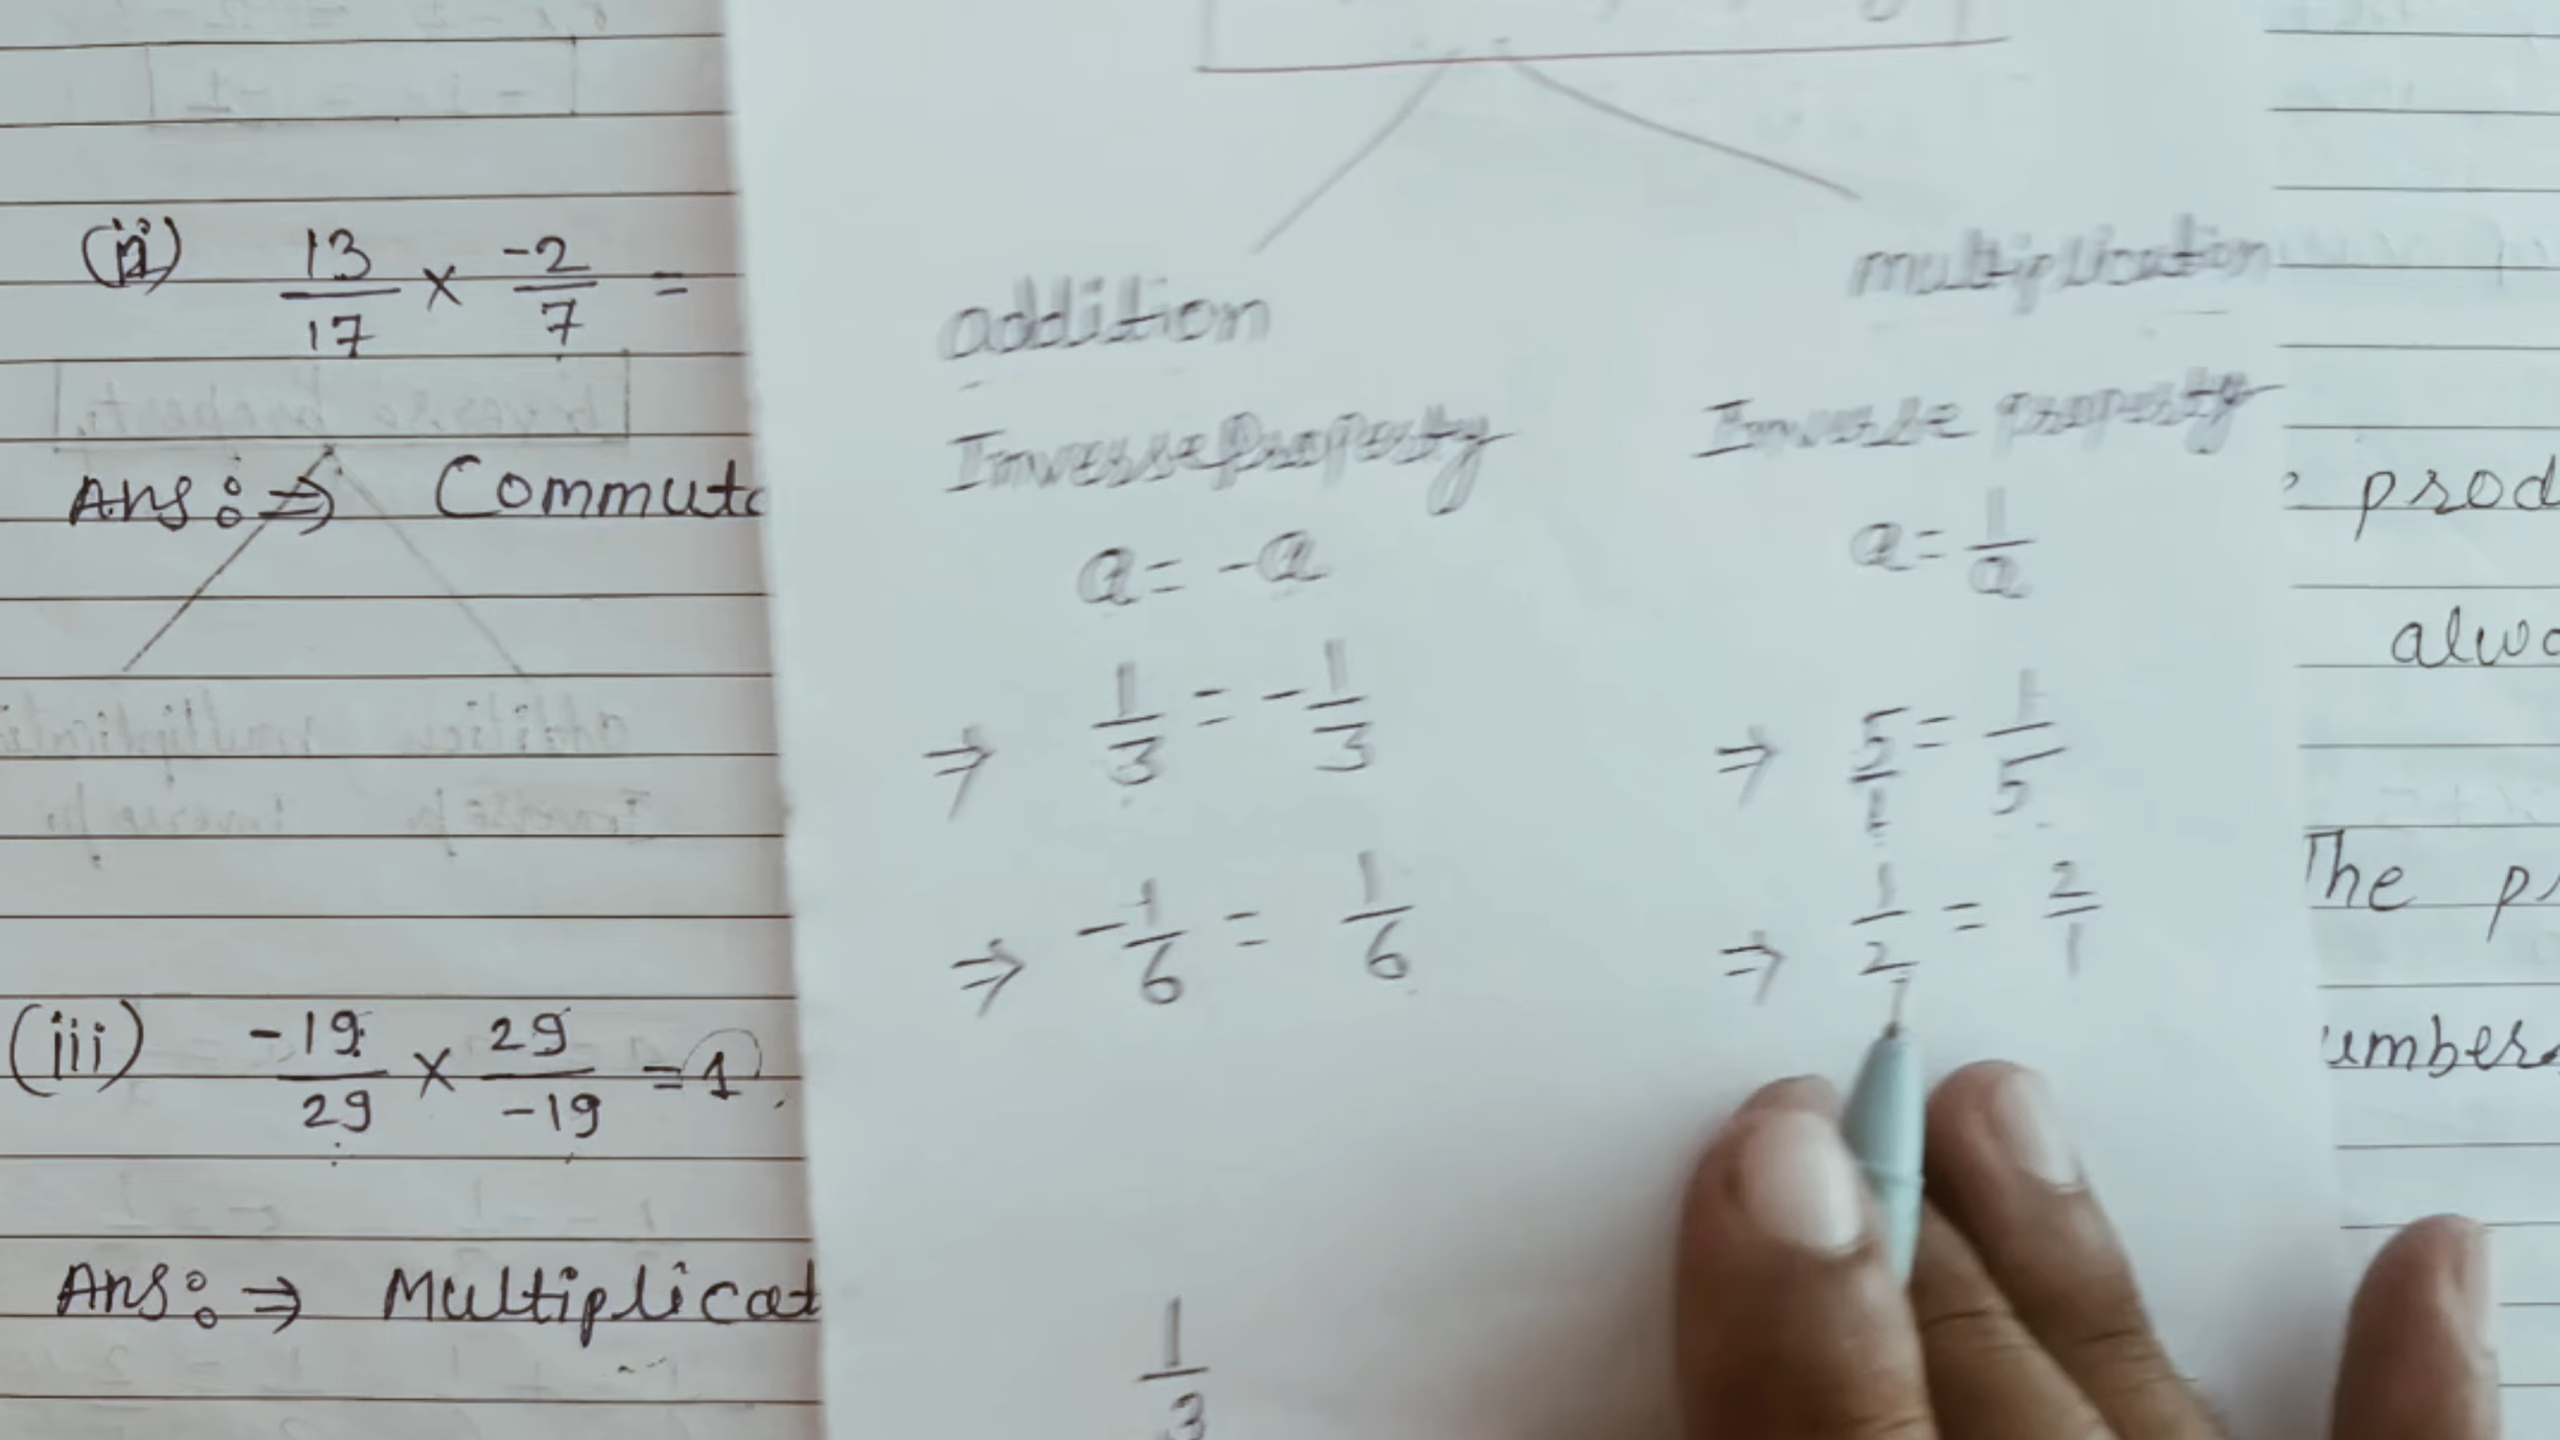 (ii) 13/17 × -2/7 =
Ans:⇒ Commuta
(iii) -19/29 × 29/-19 = 1.
Ans:⇒ Multiplicat
addition
Inverse Property
a = -a
⇒ 1/3 = -1/3
⇒ -1/6 = 1/6
1/3
multiplication
Inverse property
a = 1/a
⇒ 5/1 = 1/5
⇒ 1/2 = 2/1
prod
alwa
The p
umber